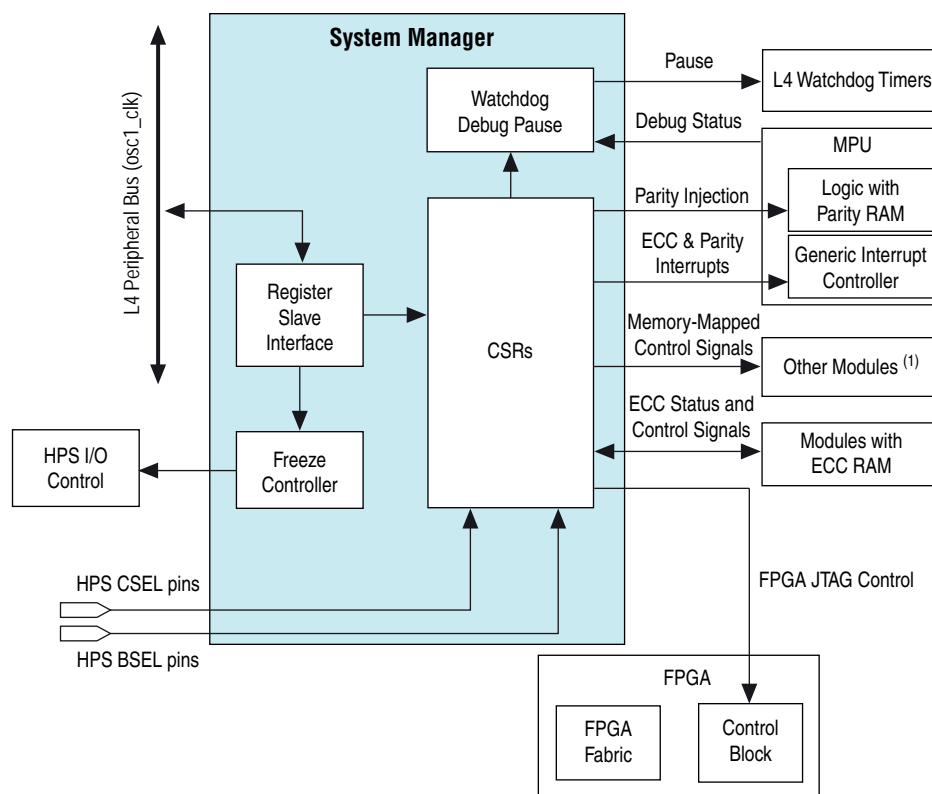 System Manager
L4 Peripheral Bus (osc1_clk)
Watchdog
Debug Pause
Pause
L4 Watchdog Timers
Debug Status
MPU
Parity Injection
Logic with
Parity RAM
ECC & Parity
Interrupts
Generic Interrupt
Controller
Register
Slave
Interface
CSRs
Memory-Mapped
Control Signals
Other Modules (1)
ECC Status and
Control Signals
Modules with
ECC RAM
HPS I/O
Control
Freeze
Controller
HPS CSEL pins
HPS BSEL pins
FPGA JTAG Control
FPGA
FPGA
Fabric
Control
Block